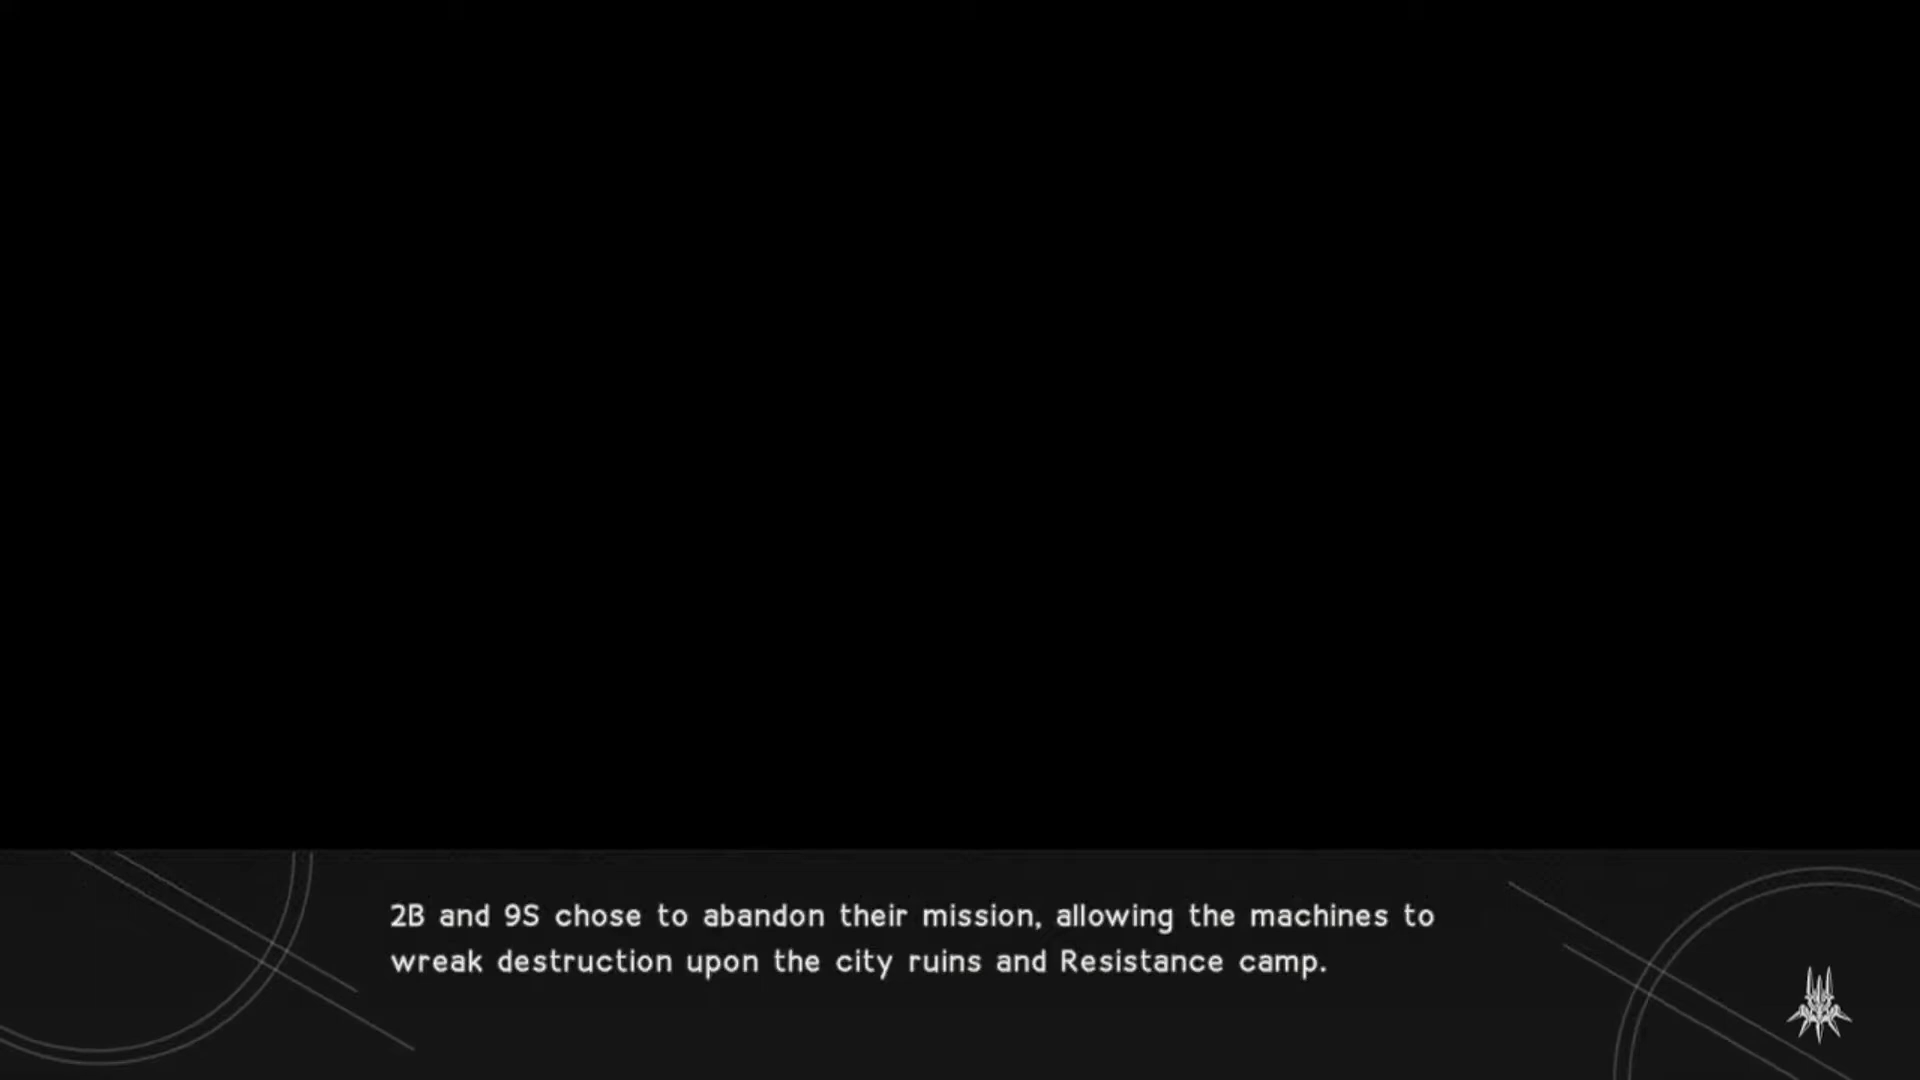 2B and 9S chose to abandon their mission, allowing the machines to
wreak destruction upon the city ruins and Resistance camp.